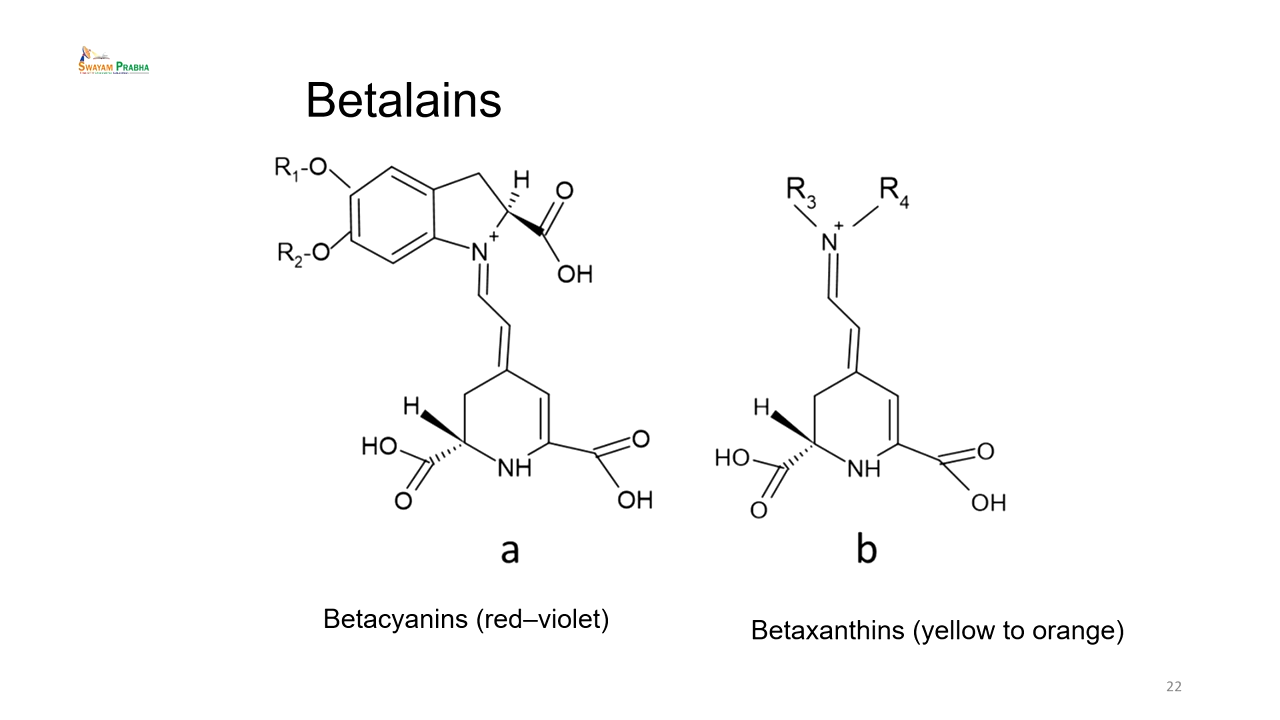 SWAYAM PRABHA
Betalains
R1-O
H
O
R2-O
N+
OH
H
HO
O
NH
O
OH
R3
R4
N+
H
HO
O
NH
O
OH
a
b
Betacyanins (red–violet)
Betaxanthins (yellow to orange)
22